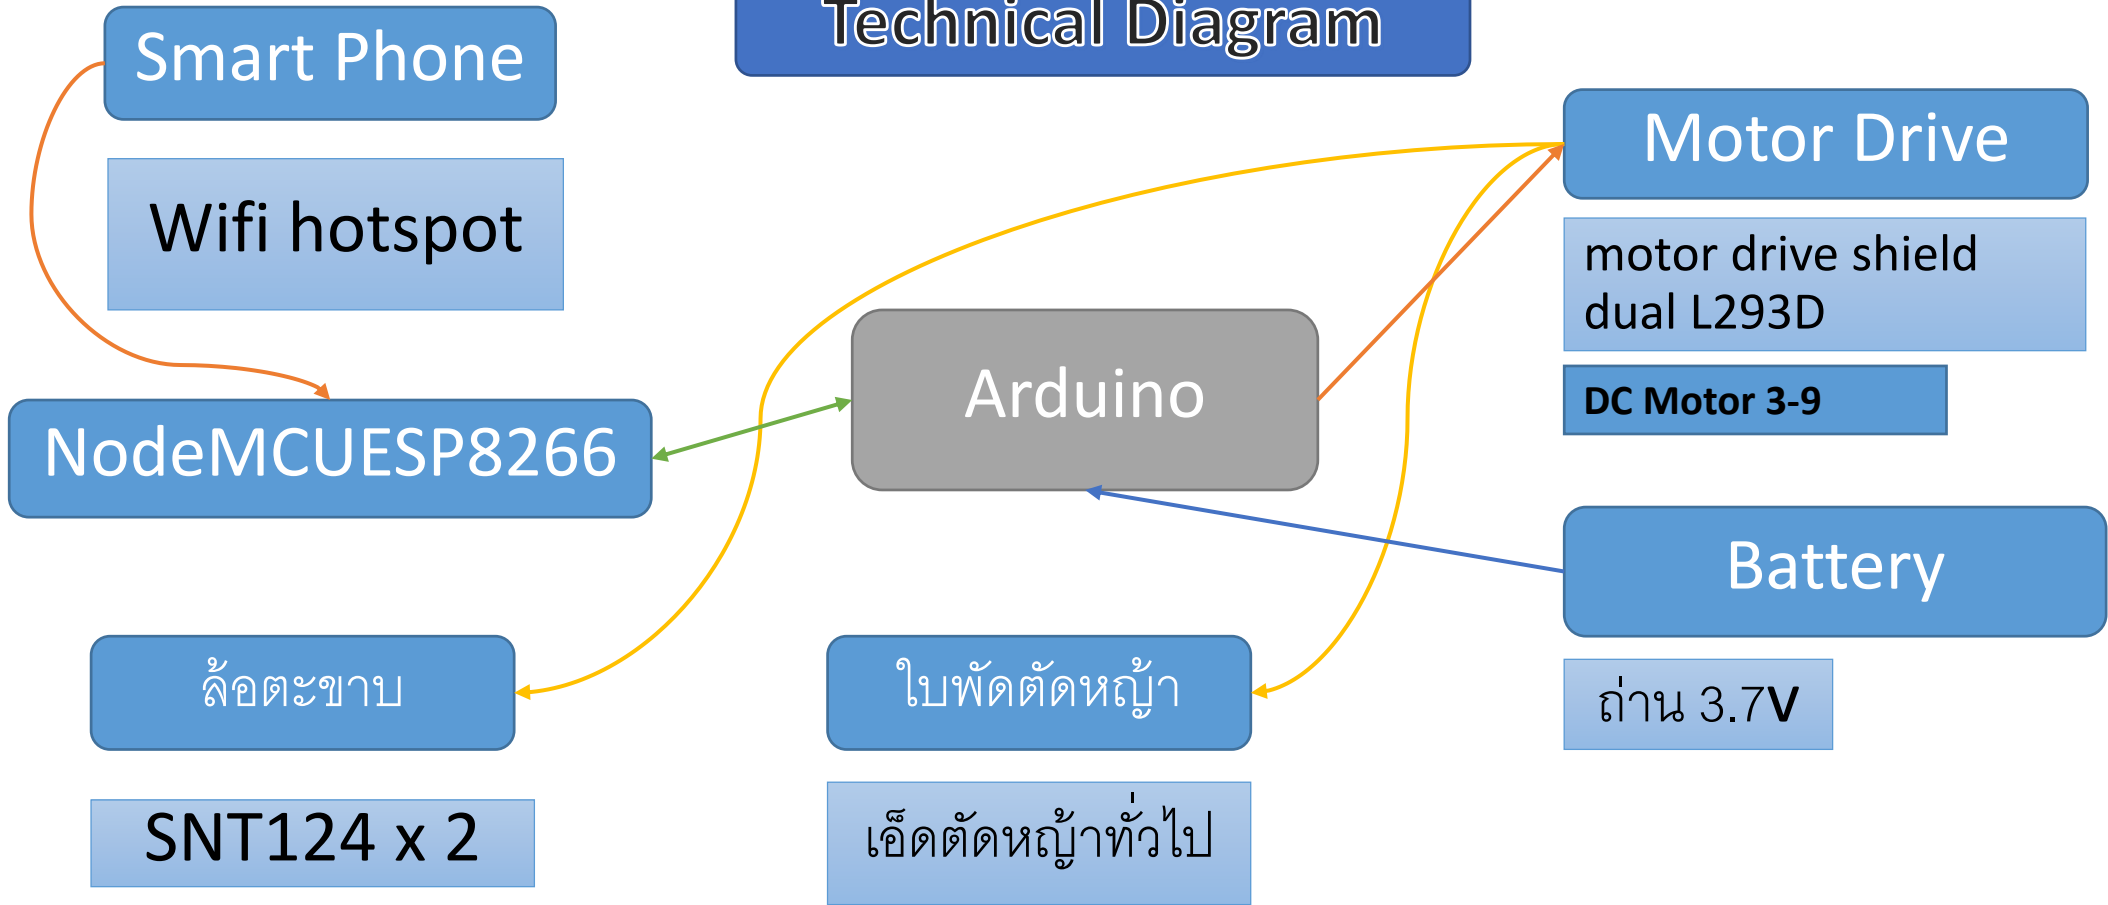 Technical Diagram
Smart Phone
Wifi hotspot
Motor Drive
motor drive shield
dual L293D
DC Motor 3-9
Arduino
NodeMCUESP8266
Battery
ถ่าน 3.7V
ล้อตะขาบ
SNT124 x 2
ใบพัดตัดหญ้า
เอ็ดตัดหญ้าทั่วไป